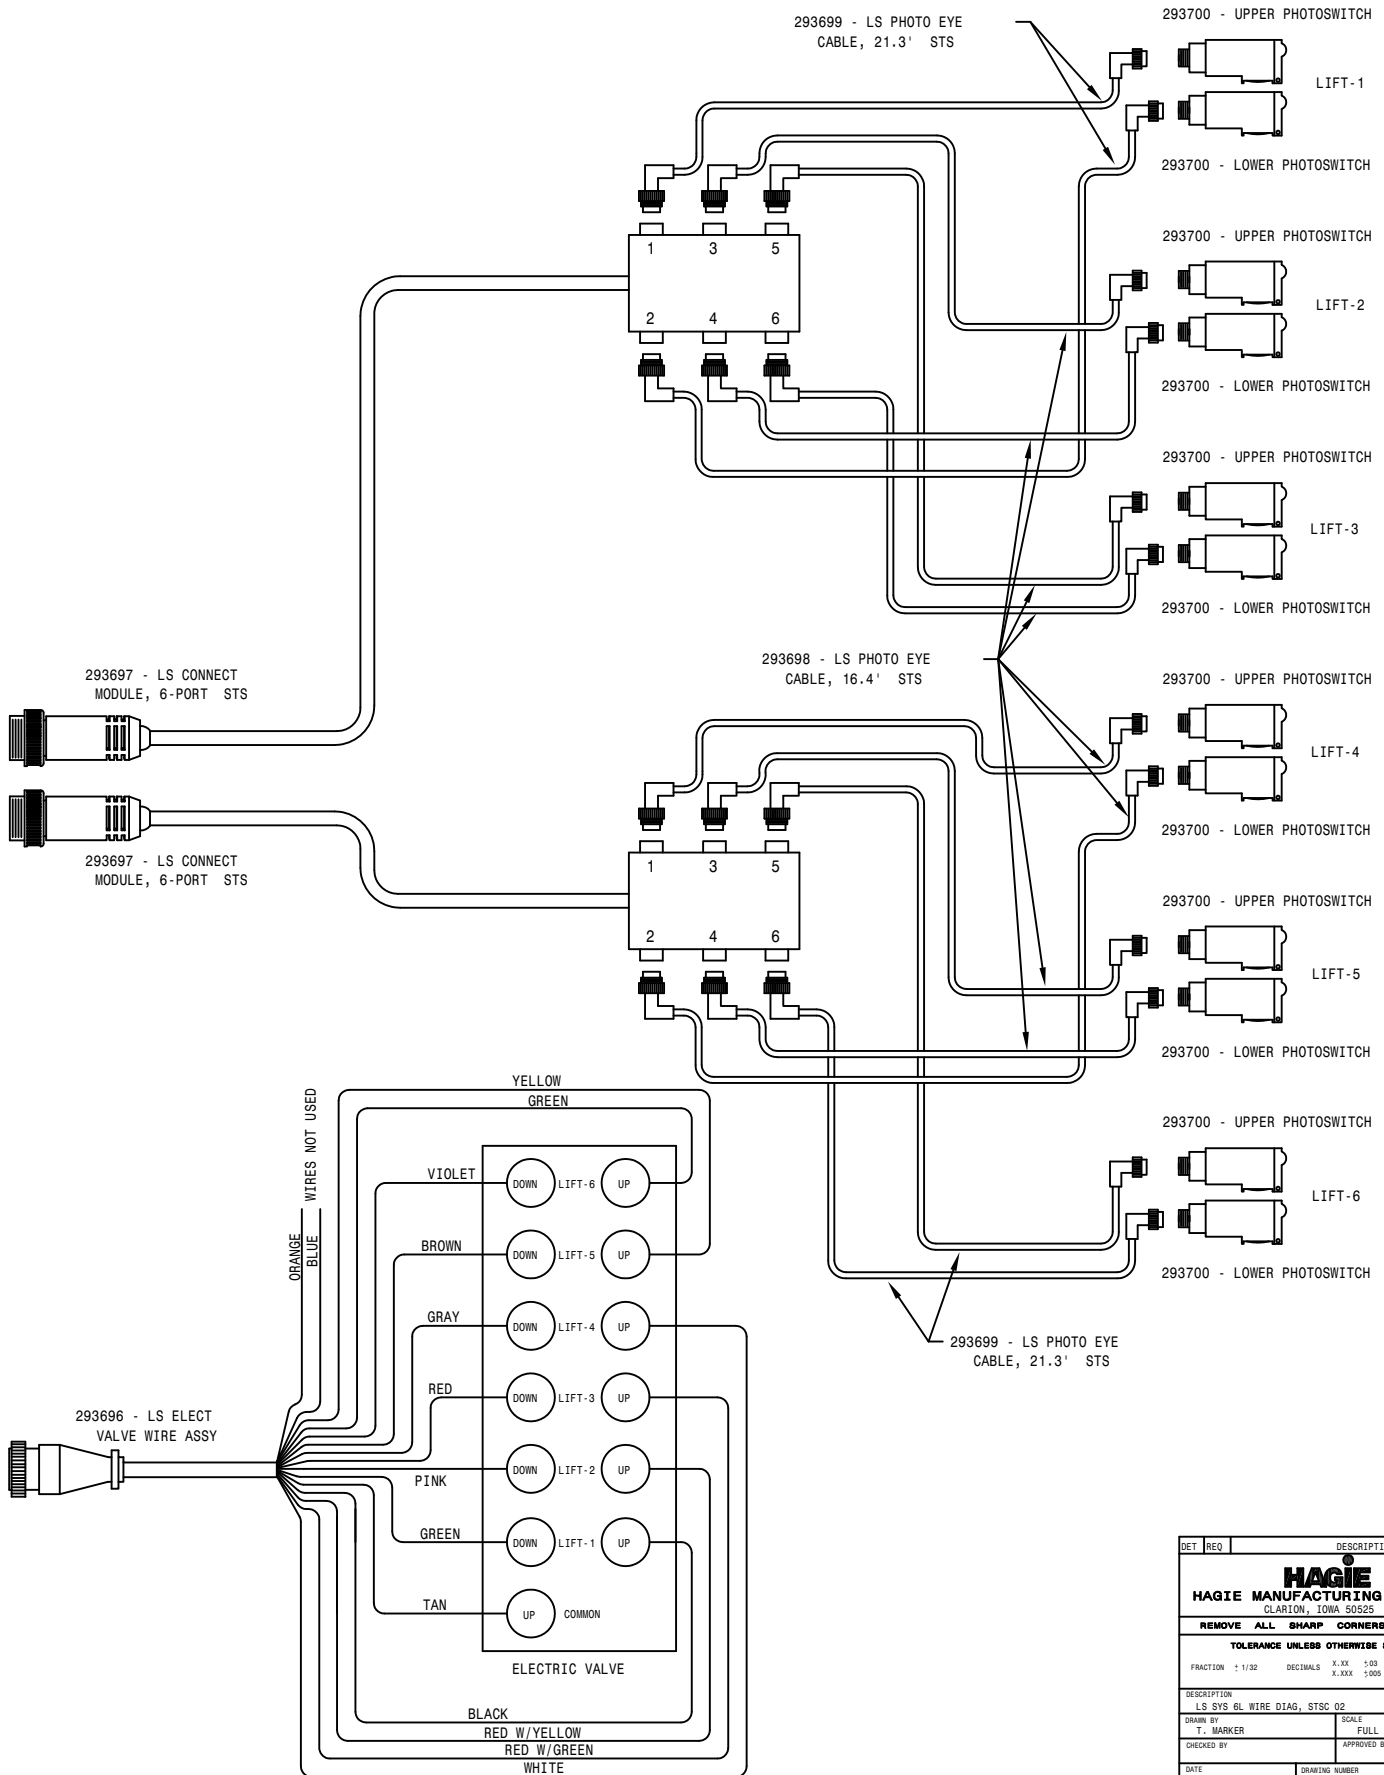 293699 - LS PHOTO EYE
CABLE, 21.3'  STS
293700 - UPPER PHOTOSWITCH
LIFT-1
293700 - LOWER PHOTOSWITCH
1 3 5
2 4 6
293700 - UPPER PHOTOSWITCH
LIFT-2
293700 - LOWER PHOTOSWITCH
293700 - UPPER PHOTOSWITCH
LIFT-3
293700 - LOWER PHOTOSWITCH
293698 - LS PHOTO EYE
CABLE, 16.4'  STS
293697 - LS CONNECT
MODULE, 6-PORT  STS
293697 - LS CONNECT
MODULE, 6-PORT  STS
293700 - UPPER PHOTOSWITCH
LIFT-4
293700 - LOWER PHOTOSWITCH
1 3 5
2 4 6
293700 - UPPER PHOTOSWITCH
LIFT-5
293700 - LOWER PHOTOSWITCH
293700 - UPPER PHOTOSWITCH
LIFT-6
293700 - LOWER PHOTOSWITCH
293699 - LS PHOTO EYE
CABLE, 21.3'  STS
YELLOW
GREEN
WIRES NOT USED
ORANGE
BLUE
VIOLET
DOWN LIFT-6 UP
BROWN
DOWN LIFT-5 UP
GRAY
DOWN LIFT-4 UP
RED
DOWN LIFT-3 UP
PINK
DOWN LIFT-2 UP
GREEN
DOWN LIFT-1 UP
TAN
UP COMMON
ELECTRIC VALVE
293696 - LS ELECT
VALVE WIRE ASSY
BLACK
RED W/YELLOW
RED W/GREEN
WHITE
DET REQ DESCRIPTI
HAGIE
HAGIE MANUFACTURING
CLARION, IOWA 50525
REMOVE ALL SHARP CORNERS
TOLERANCE UNLESS OTHERWISE
FRACTION ± 1/32 DECIMALS X.XX ±.03
X.XXX ±.005
DESCRIPTION
LS SYS 6L WIRE DIAG, STSC 02
DRAWN BY
T. MARKER
SCALE
FULL
CHECKED BY
APPROVED B
DATE
DRAWING NUMBER